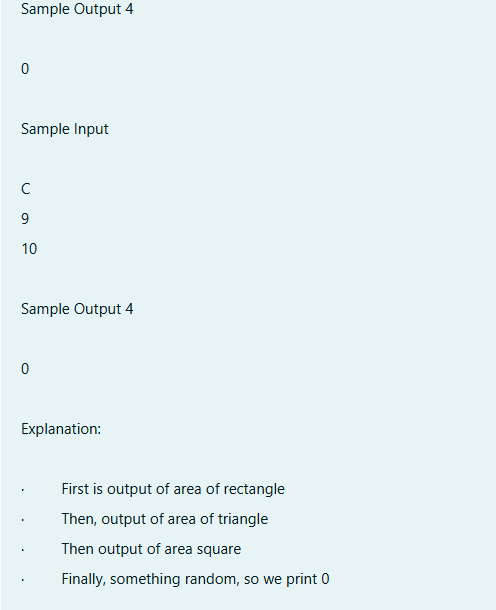 Sample Output 4
0
Sample Input
C
9
10
Sample Output 4
0
Explanation:
· First is output of area of rectangle
· Then, output of area of triangle
· Then output of area square
· Finally, something random, so we print 0